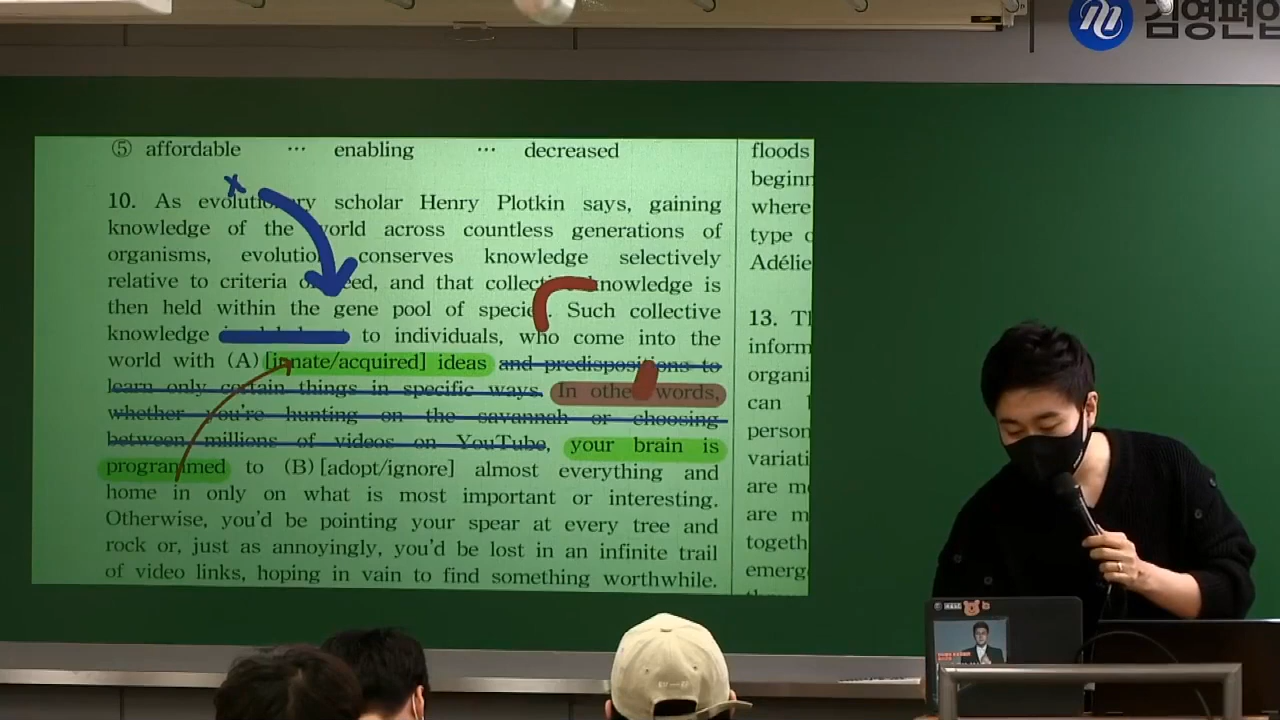 김영편입
⑤ affordable ··· enabling ··· decreased
10. As evolutionary scholar Henry Plotkin says, gaining
knowledge of the world across countless generations of
organisms, evolution conserves knowledge selectively
relative to criteria of need, and that collective knowledge is
then held within the gene pool of species. Such collective
knowledge to individuals, who come into the
world with (A) [innate/acquired] ideas and predispositions to
learn only certain things in specific ways. In other words,
whether you're hunting on the savannah or choosing
between millions of videos on YouTube, your brain is
programmed to (B) [adopt/ignore] almost everything and
home in only on what is most important or interesting.
Otherwise, you'd be pointing your spear at every tree and
rock or, just as annoyingly, you'd be lost in an infinite trail
of video links, hoping in vain to find something worthwhile.
floods
beginn
where
type
Adélie
13. T
inform
organi
can
person
variati
are m
are m
togeth
emerg